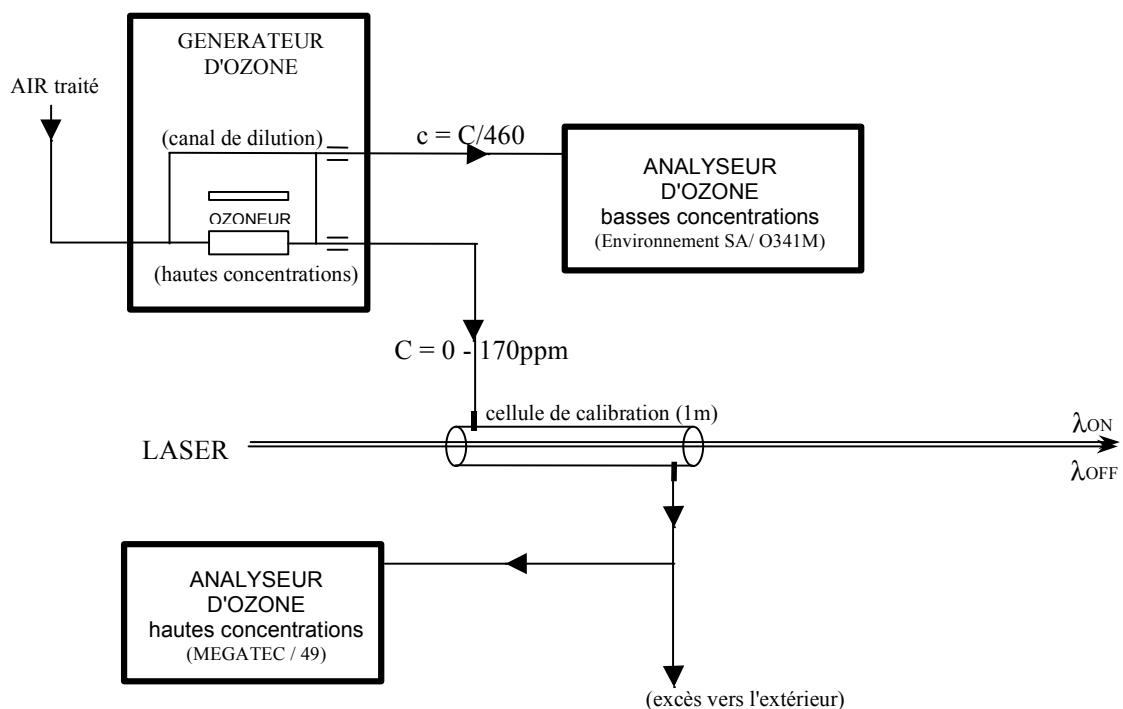 GENERATEUR
D'OZONE
AIR traité
(canal de dilution)
c = C/460
OZONEUR
(hautes concentrations)
ANALYSEUR
D'OZONE
basses concentrations
(Environnement SA/ O341M)
C = 0 - 170ppm
cellule de calibration (1m)
LASER
λON
λOFF
ANALYSEUR
D'OZONE
hautes concentrations
(MEGATEC / 49)
(excès vers l'extérieur)